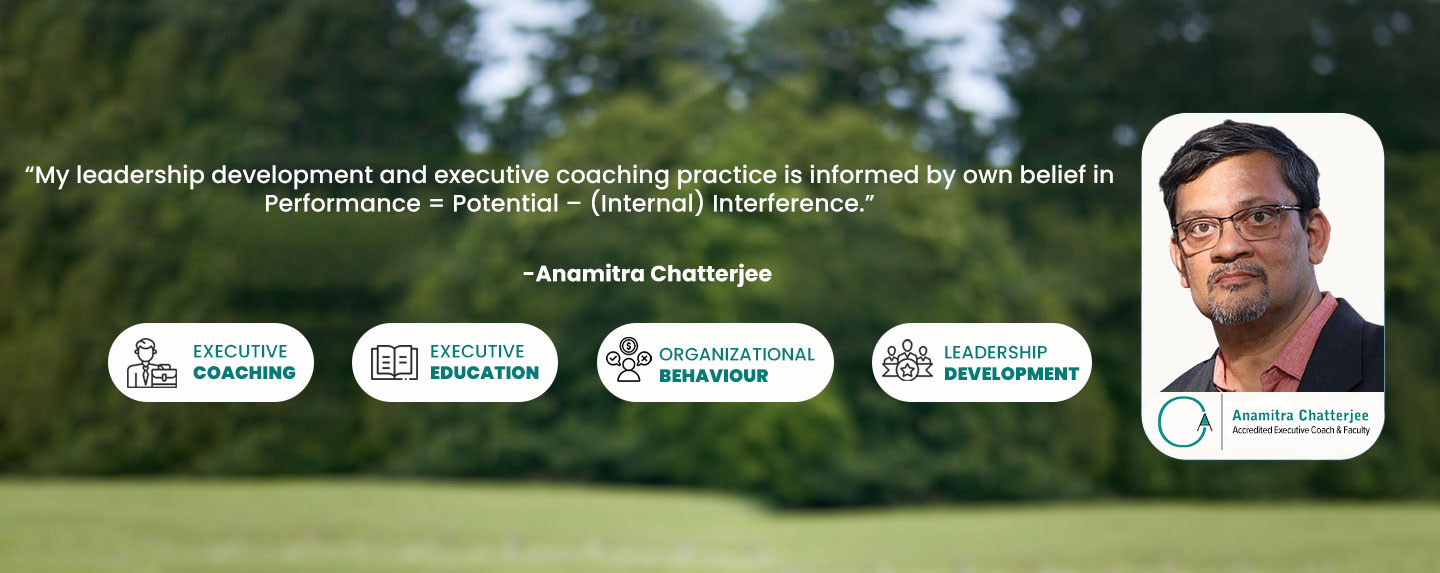 “My leadership development and executive coaching practice is informed by own belief in
Performance = Potential – (Internal) Interference.”
-Anamitra Chatterjee
EXECUTIVE
COACHING
EXECUTIVE
EDUCATION
ORGANIZATIONAL
BEHAVIOUR
LEADERSHIP
DEVELOPMENT
CA
Anamitra Chatterjee
Accredited Executive Coach & Faculty